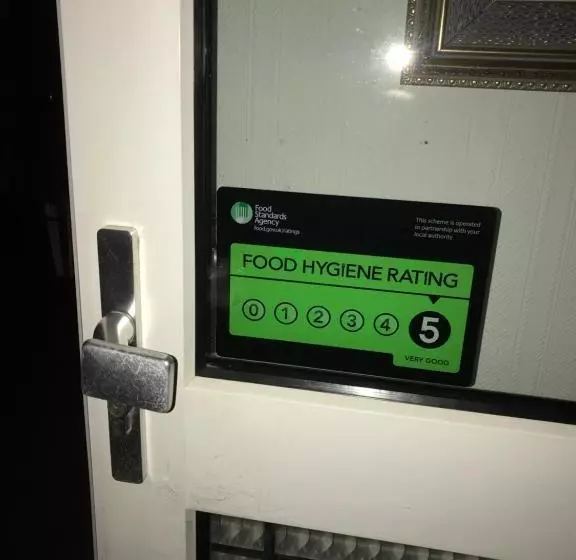 Food
Standards
Agency
food.gov.uk/ratings
This scheme is operated
in partnership with your
local authority
FOOD HYGIENE RATING
0 1 2 3 4 5
VERY GOOD